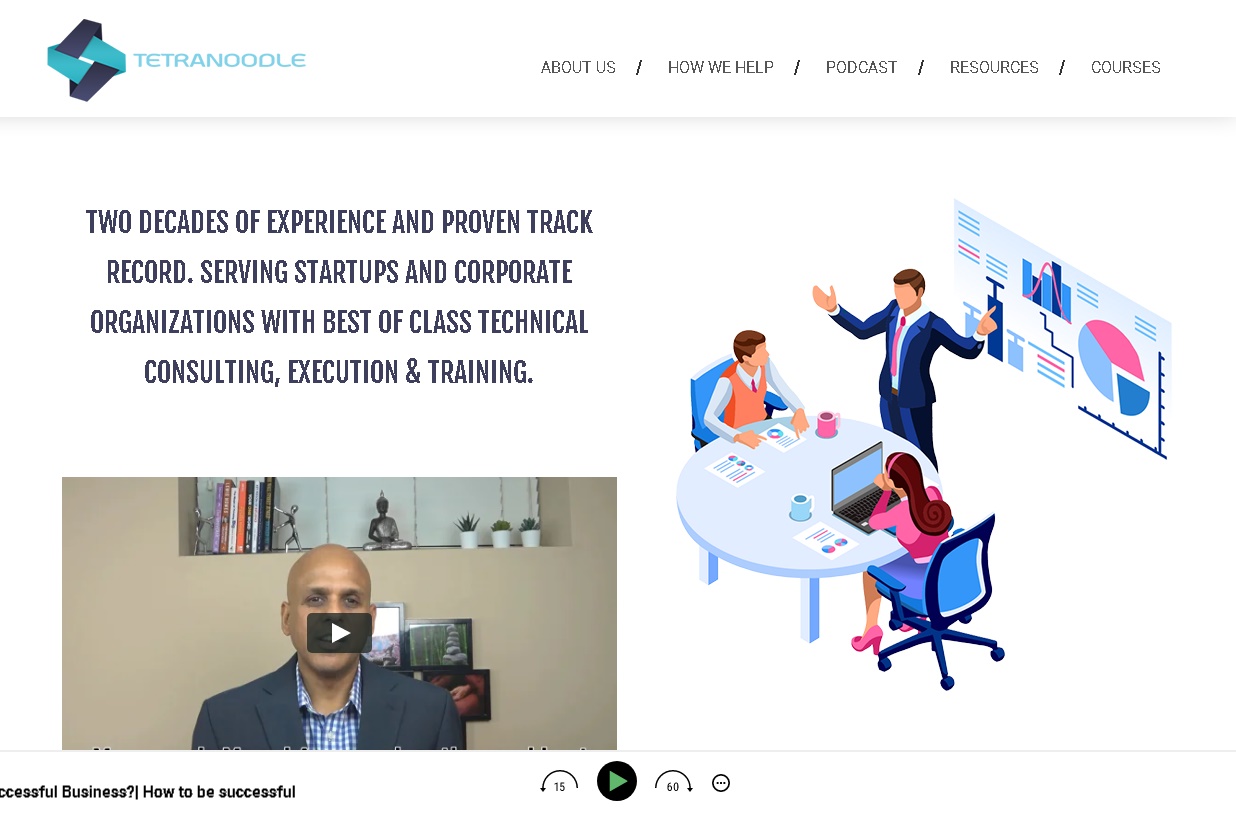 TETRANOODLE
ABOUT US / HOW WE HELP / PODCAST / RESOURCES / COURSES
TWO DECADES OF EXPERIENCE AND PROVEN TRACK
RECORD. SERVING STARTUPS AND CORPORATE
ORGANIZATIONS WITH BEST OF CLASS TECHNICAL
CONSULTING, EXECUTION & TRAINING.
15 60
Business?| How to be successful